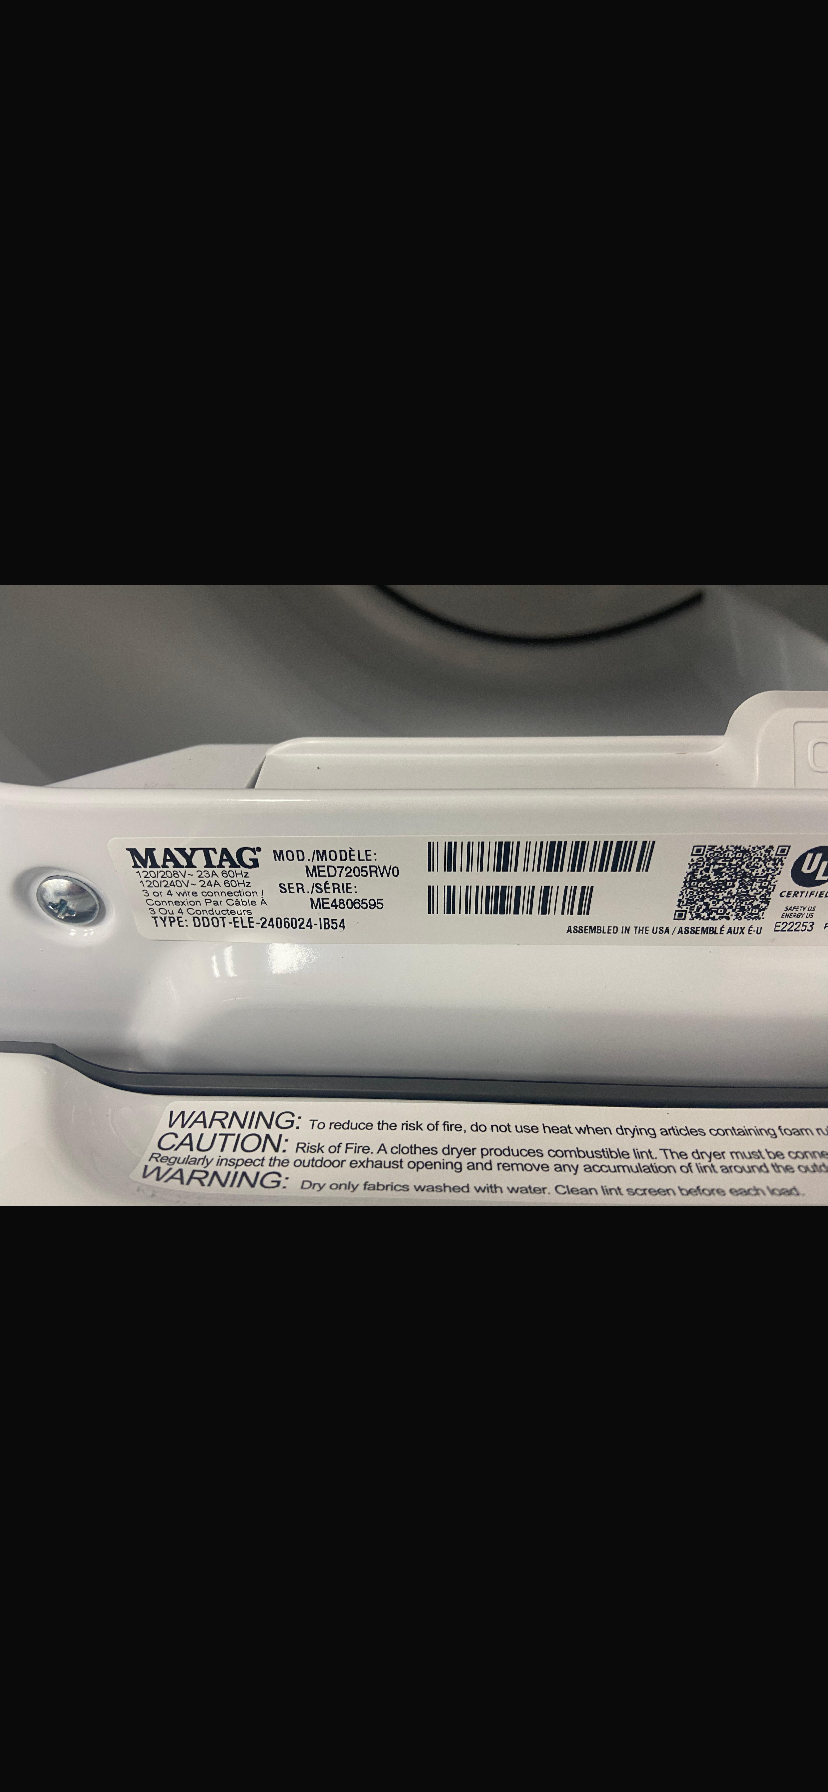 MAYTAG
120/208V~ 23A 60Hz
120/240V~ 24A 60Hz
3 or 4 wire connection /
Connexion Par Câble À
3 Ou 4 Conducteurs
TYPE: DDOT-ELE-2406024-IB54
MOD./MODÈLE:
MED7205RW0
SER./SÉRIE:
ME4806595
ASSEMBLED IN THE USA / ASSEMBLÉ AUX É-U
UL
CERTIFIED
SAFETY US
ENERGY US
E22253
WARNING: To reduce the risk of fire, do not use heat when drying articles containing foam ru
CAUTION: Risk of Fire. A clothes dryer produces combustible lint. The dryer must be conne
Regularly inspect the outdoor exhaust opening and remove any accumulation of lint around the outd
WARNING: Dry only fabrics washed with water. Clean lint screen before each load.